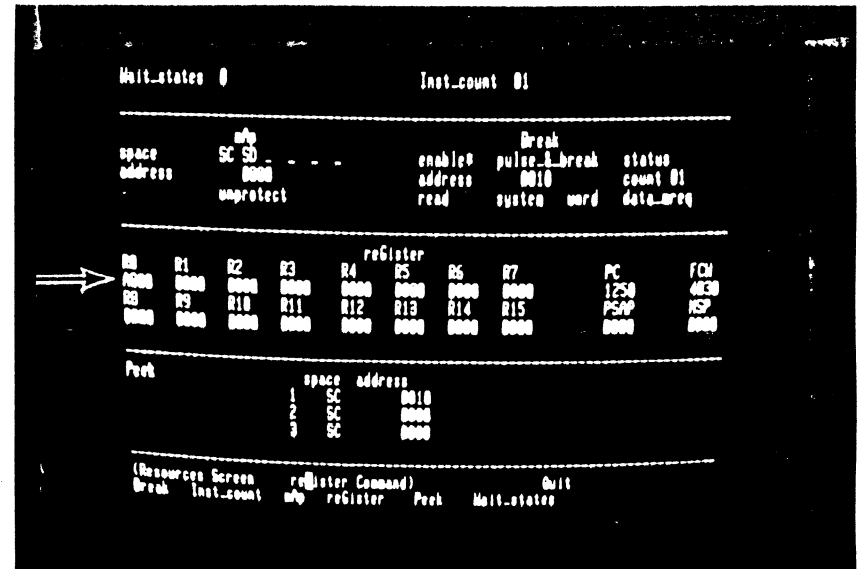 Wait_states 0 Inst_count 01
mAp Break
space SC SD _ _ _ _ enable# pulse_&_break status
address 0000 address 0010 count 01
unprotect read system word data_mreq
reGister
R0 R1 R2 R3 R4 R5 R6 R7 PC FCW
A000 0000 0000 0000 0000 0000 0000 0000 1250 4030
R8 R9 R10 R11 R12 R13 R14 R15 PSAP NSP
0000 0000 0000 0000 0000 0000 0000 0000 0000 0000
Peek
space address
1 SC 0010
2 SC 0000
3 SC 0000
(Resources Screen reGister Command) Quit
Break Inst_count mAp reGister Peek Wait_states